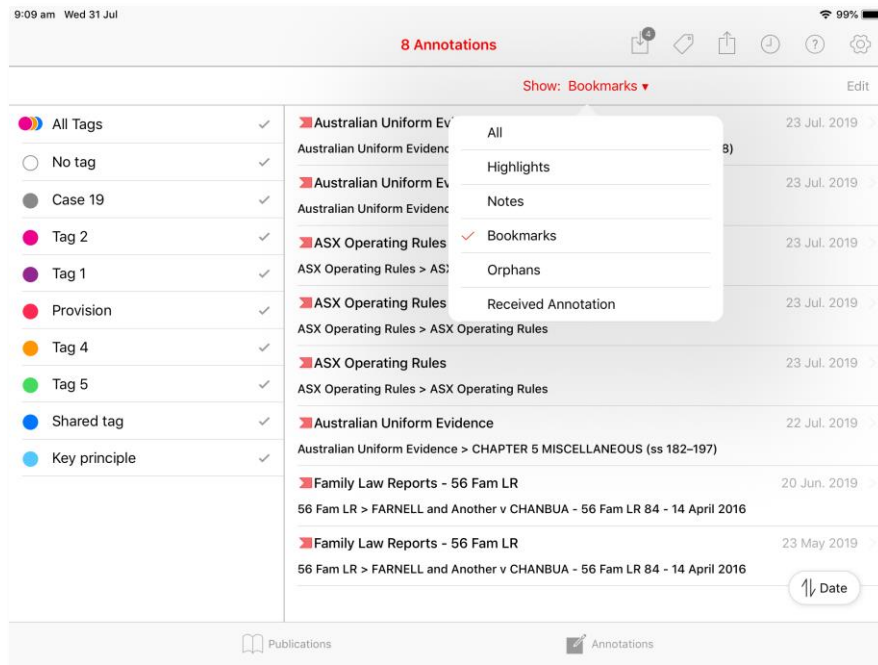 9:09 am Wed 31 Jul
99%
8 Annotations
4
?
Show: Bookmarks ▾
Edit
All Tags
No tag
Case 19
Tag 2
Tag 1
Provision
Tag 4
Tag 5
Shared tag
Key principle
Australian Uniform Ev
23 Jul. 2019
Australian Uniform Evidenc
8)
Australian Uniform Ev
23 Jul. 2019
Australian Uniform Evidenc
ASX Operating Rules
23 Jul. 2019
ASX Operating Rules > AS
ASX Operating Rules
23 Jul. 2019
ASX Operating Rules > ASX Operating Rules
ASX Operating Rules
23 Jul. 2019
ASX Operating Rules > ASX Operating Rules
Australian Uniform Evidence
22 Jul. 2019
Australian Uniform Evidence > CHAPTER 5 MISCELLANEOUS (ss 182–197)
Family Law Reports - 56 Fam LR
20 Jun. 2019
56 Fam LR > FARNELL and Another v CHANBUA - 56 Fam LR 84 - 14 April 2016
Family Law Reports - 56 Fam LR
23 May 2019
56 Fam LR > FARNELL and Another v CHANBUA - 56 Fam LR 84 - 14 April 2016
All
Highlights
Notes
Bookmarks
Orphans
Received Annotation
Date
Publications
Annotations